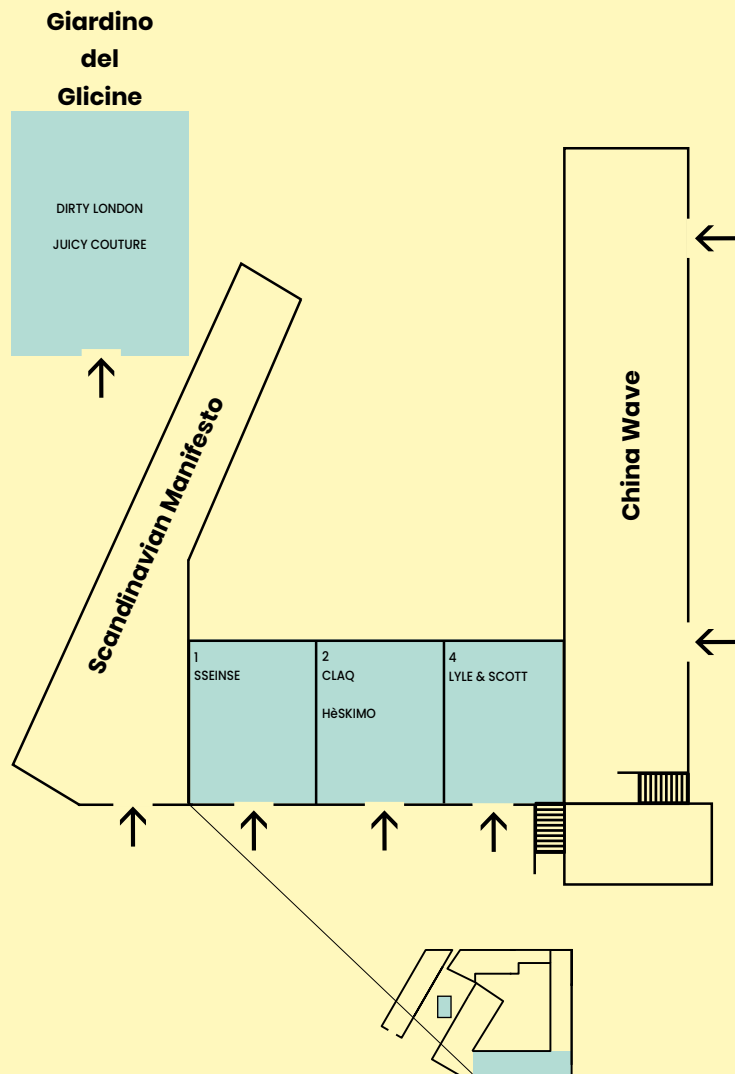 Giardino
del
Glicine
DIRTY LONDON
JUICY COUTURE
Scandinavian Manifesto
China Wave
1
SSEINSE
2
CLAQ
HèSKIMO
4
LYLE & SCOTT